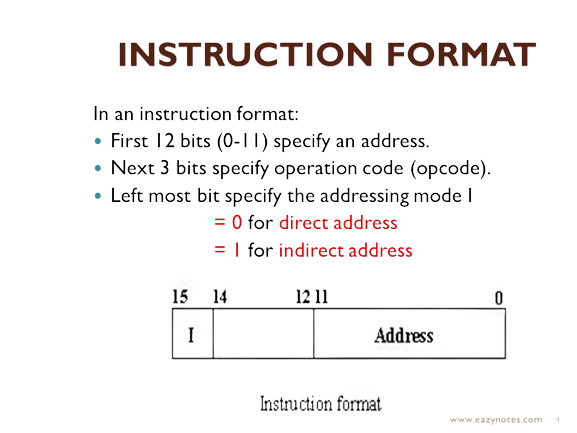 INSTRUCTION FORMAT
In an instruction format:
• First 12 bits (0-11) specify an address.
• Next 3 bits specify operation code (opcode).
• Left most bit specify the addressing mode I
= 0 for direct address
= 1 for indirect address
15 14 12 11 0
I Address
Instruction format
www.eazynotes.com 4